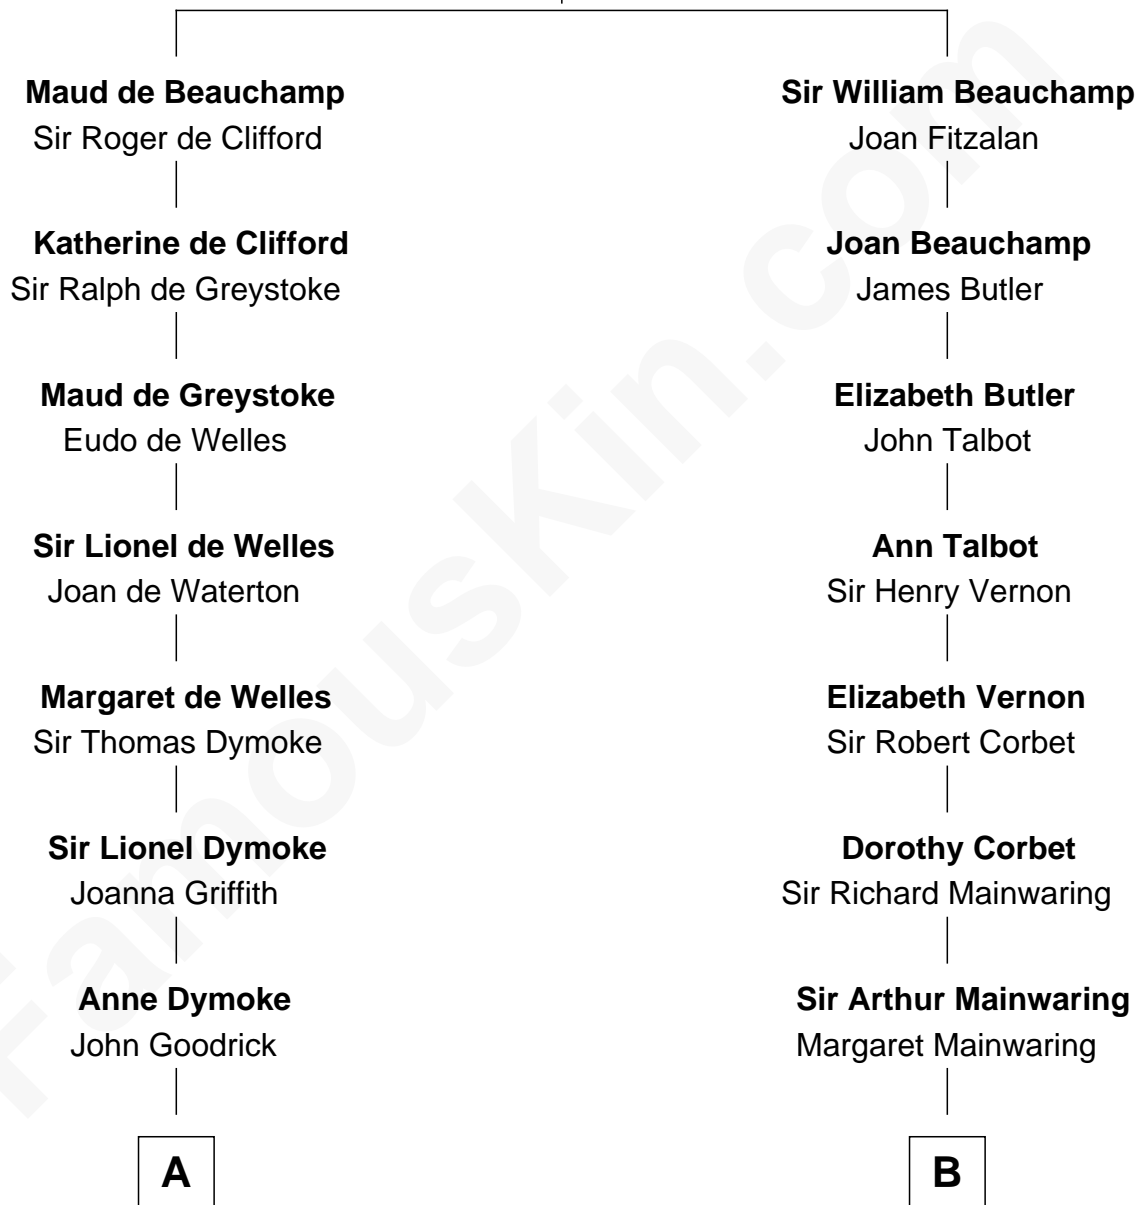 Maud de Beauchamp
Sir Roger de Clifford
Katherine de Clifford
Sir Ralph de Greystoke
Maud de Greystoke
Eudo de Welles
Sir Lionel de Welles
Joan de Waterton
Margaret de Welles
Sir Thomas Dymoke
Sir Lionel Dymoke
Joanna Griffith
Anne Dymoke
John Goodrick
A
Sir William Beauchamp
Joan Fitzalan
Joan Beauchamp
James Butler
Elizabeth Butler
John Talbot
Ann Talbot
Sir Henry Vernon
Elizabeth Vernon
Sir Robert Corbet
Dorothy Corbet
Sir Richard Mainwaring
Sir Arthur Mainwaring
Margaret Mainwaring
B
FamousKin.com